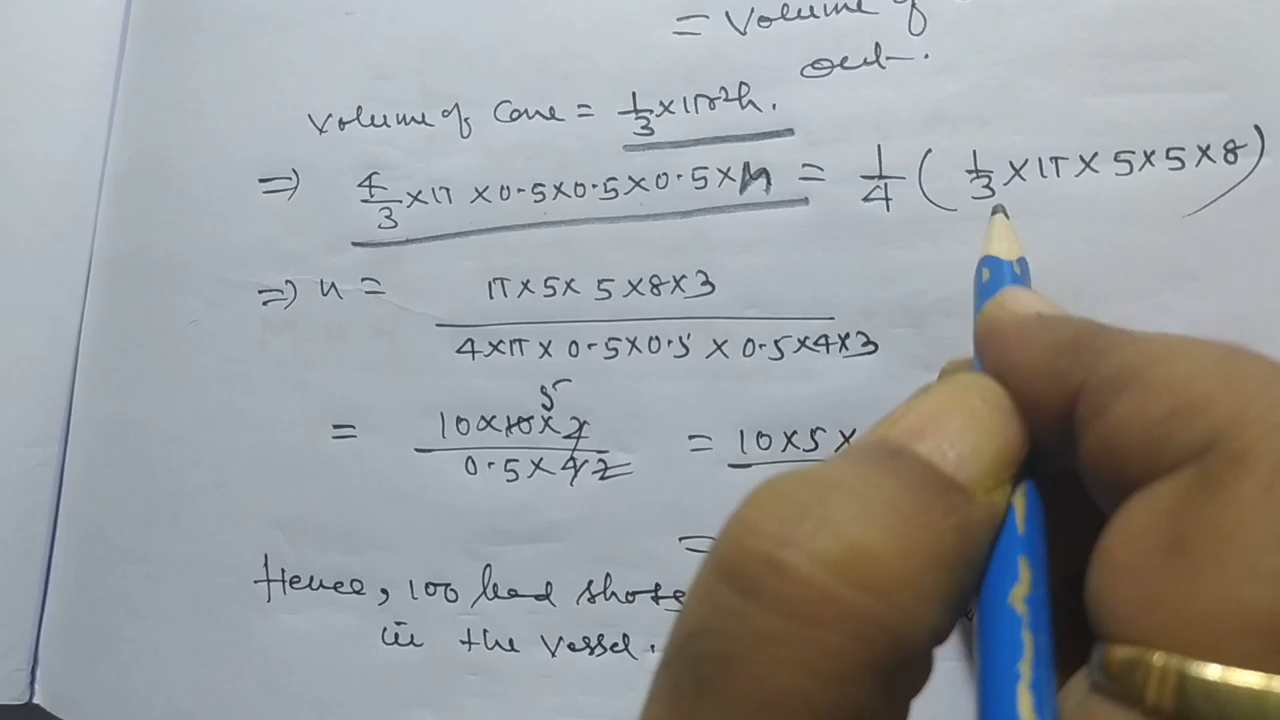 = Volume of
out.
Volume of Cone = 1/3 × πr²h.
⇒ 4/3 × π × 0.5 × 0.5 × 0.5 × n = 1/4 ( 1/3 × π × 5 × 5 × 8 )
⇒ n = π × 5 × 5 × 8 × 3
4 × π × 0.5 × 0.5 × 0.5 × 4 × 3
5
= 10 × 10 × 2 / 0.5 × 4 2 = 10 × 5 ×
=
Hence, 100 lead shots
in the vessel.